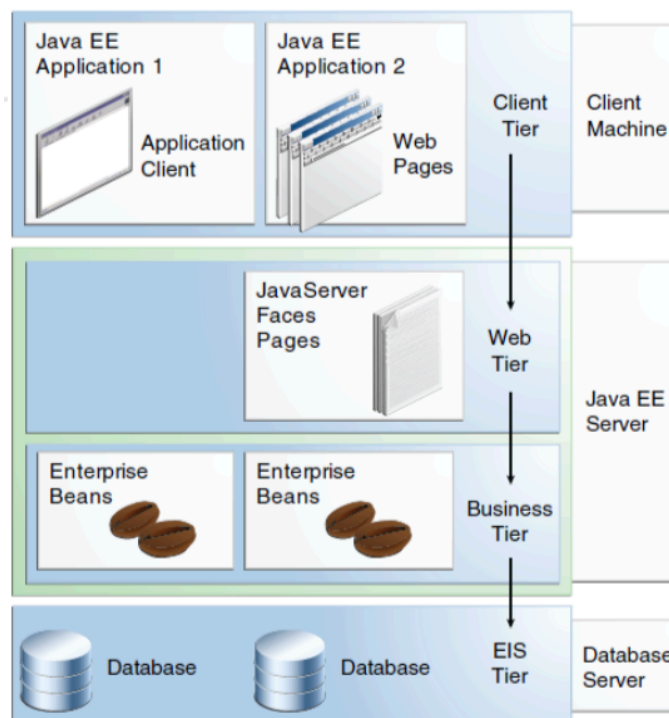 Java EE
Application 1
Application
Client
Java EE
Application 2
Web
Pages
Client
Tier
Client
Machine
JavaServer
Faces
Pages
Web
Tier
Java EE
Server
Enterprise
Beans
Enterprise
Beans
Business
Tier
Database
Database
EIS
Tier
Database
Server